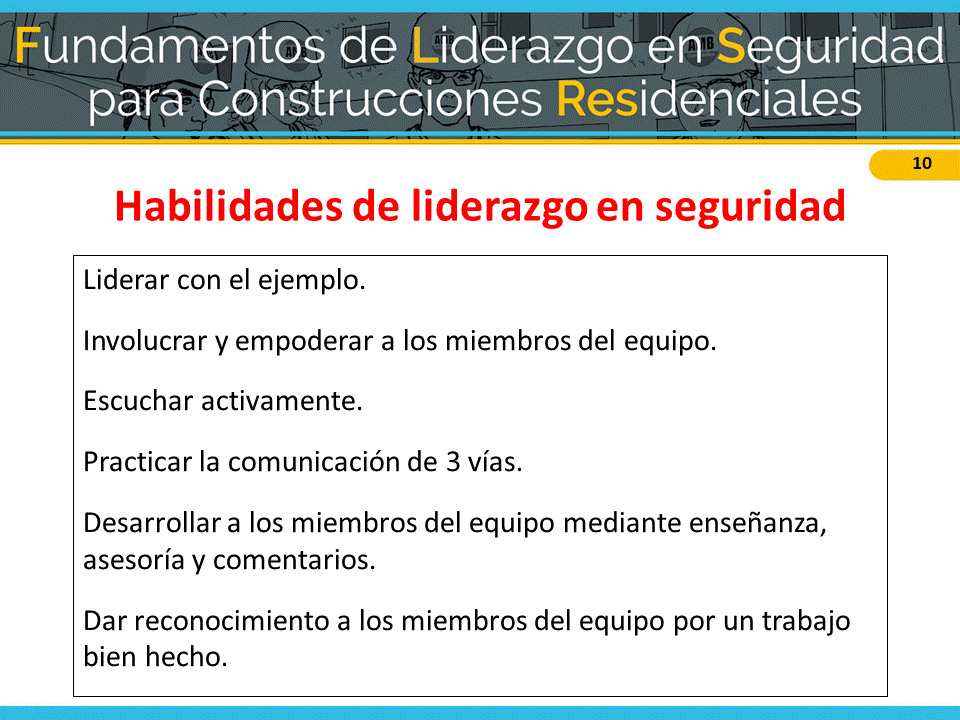 Fundamentos de Liderazgo en Seguridad
para Construcciones Residenciales
10
Habilidades de liderazgo en seguridad
Liderar con el ejemplo.
Involucrar y empoderar a los miembros del equipo.
Escuchar activamente.
Practicar la comunicación de 3 vías.
Desarrollar a los miembros del equipo mediante enseñanza,
asesoría y comentarios.
Dar reconocimiento a los miembros del equipo por un trabajo
bien hecho.